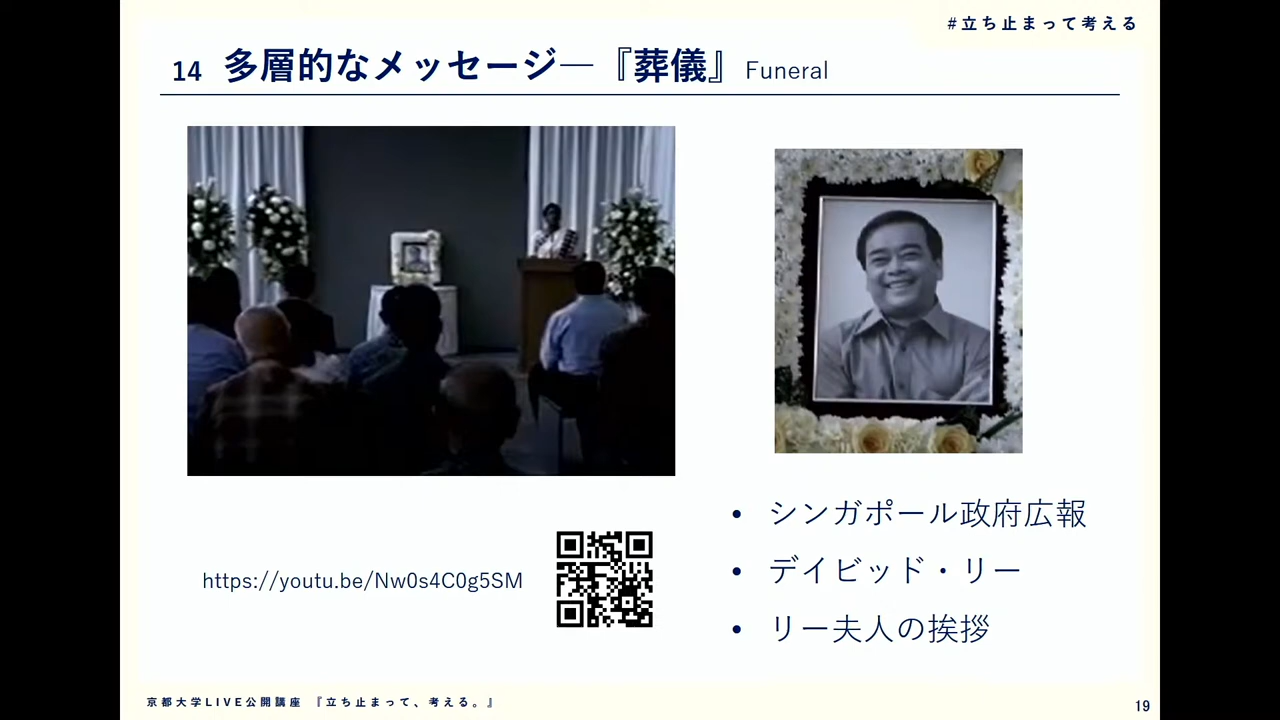 #立ち止まって考える
14 多層的なメッセージ―『葬儀』 Funeral
• シンガポール政府広報
• デイビッド・リー
• リー夫人の挨拶
https://youtu.be/Nw0s4C0g5SM
京都大学LIVE公開講座 『立ち止まって、考える。』
19